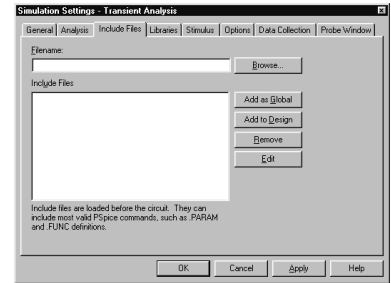 Simulation Settings - Transient Analysis
General Analysis Include Files Libraries Stimulus Options Data Collection Probe Window
Filename:
Browse...
Include Files
Add as Global
Add to Design
Remove
Edit
Include files are loaded before the circuit. They can
include most valid PSpice commands, such as .PARAM
and .FUNC definitions.
OK Cancel Apply Help